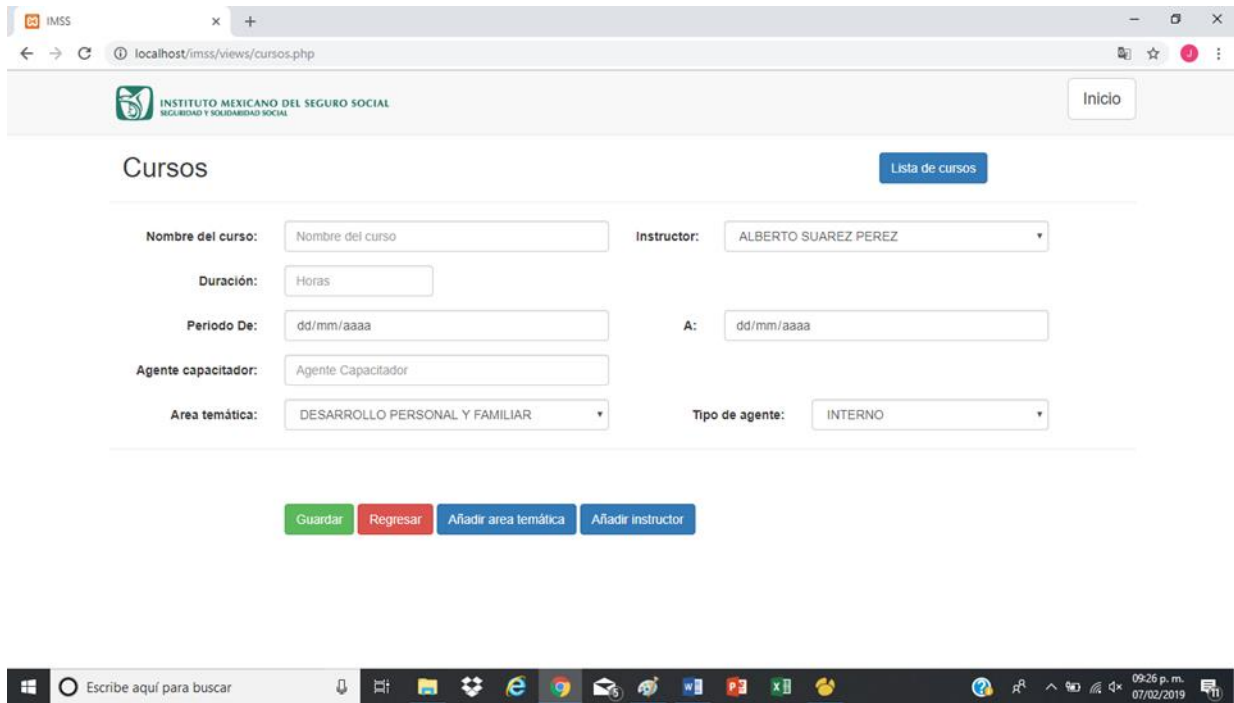 IMSS
localhost/imss/views/cursos.php
INSTITUTO MEXICANO DEL SEGURO SOCIAL
SEGURIDAD Y SOLIDARIDAD SOCIAL
Inicio
Cursos
Lista de cursos
Nombre del curso: Nombre del curso Instructor: ALBERTO SUAREZ PEREZ
Duración: Horas
Periodo De: dd/mm/aaaa A: dd/mm/aaaa
Agente capacitador: Agente Capacitador
Area temática: DESARROLLO PERSONAL Y FAMILIAR Tipo de agente: INTERNO
Guardar Regresar Añadir area temática Añadir instructor
Escribe aquí para buscar
09:26 p. m.
07/02/2019